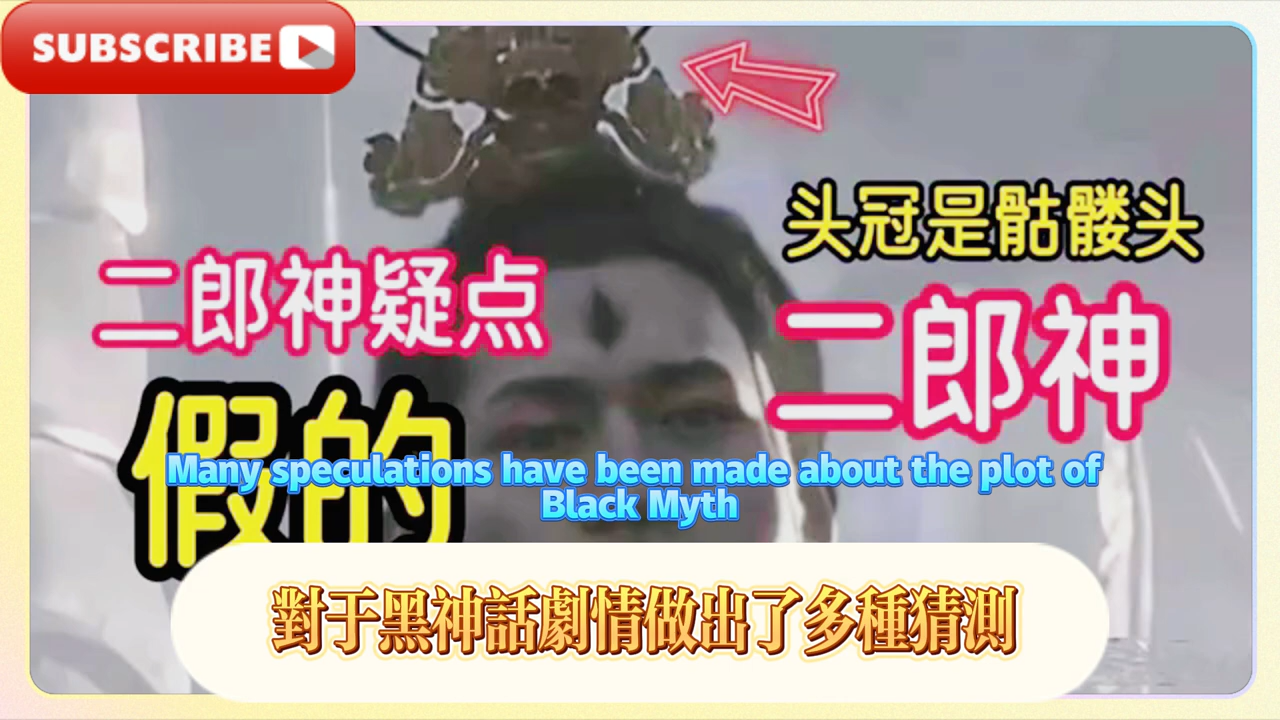 SUBSCRIBE
头冠是骷髅头
二郎神疑点
二郎神
假的
Many speculations have been made about the plot of
Black Myth
對于黑神話劇情做出了多種猜測